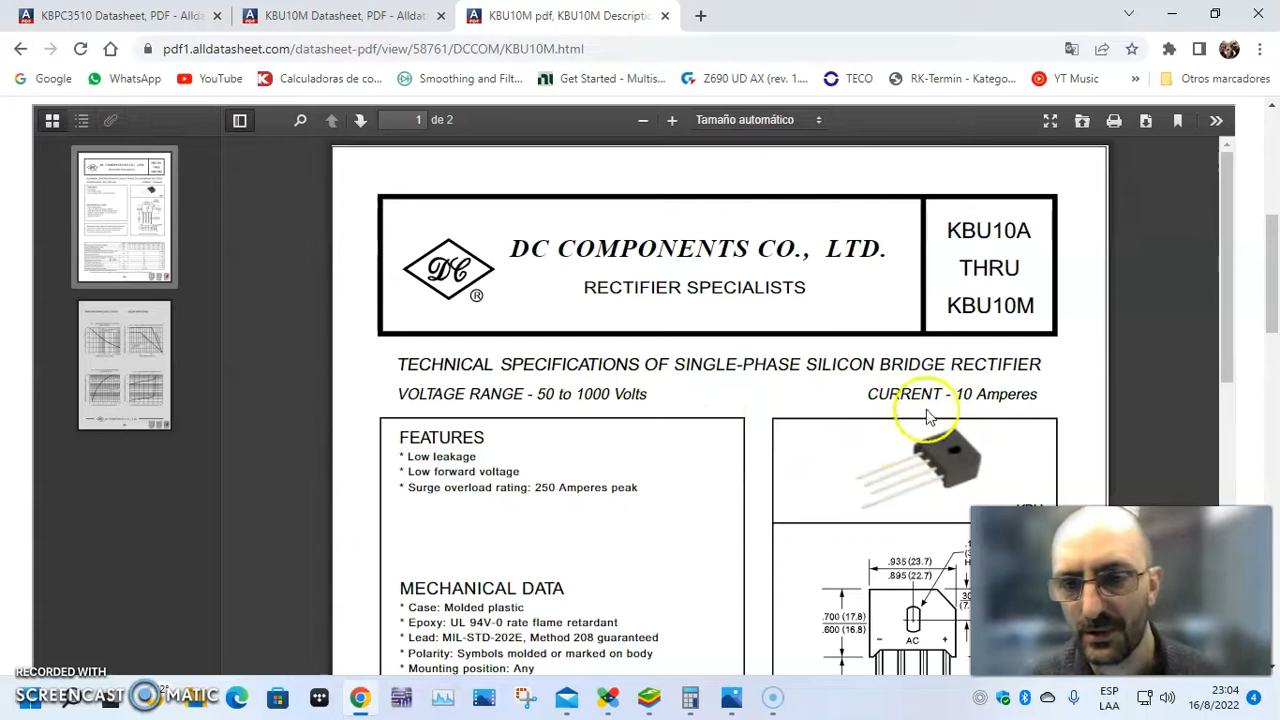 KBPC3510 Datasheet, PDF - Alldat
KBU10M Datasheet, PDF - Alldata
KBU10M pdf, KBU10M Descriptio
pdf1.alldatasheet.com/datasheet-pdf/view/58761/DCCOM/KBU10M.html
Google
WhatsApp
YouTube
Calculadoras de co...
Smoothing and Filt...
Get Started - Multis...
Z690 UD AX (rev. 1....
TECO
RK-Termin - Katego...
YT Music
»
Otros marcadores
1 de 2
Tamaño automático
DC COMPONENTS CO., LTD.
RECTIFIER SPECIALISTS
DC
®
KBU10A
THRU
KBU10M
TECHNICAL SPECIFICATIONS OF SINGLE-PHASE SILICON BRIDGE RECTIFIER
VOLTAGE RANGE - 50 to 1000 Volts
CURRENT - 10 Amperes
FEATURES
* Low leakage
* Low forward voltage
* Surge overload rating: 250 Amperes peak
MECHANICAL DATA
* Case: Molded plastic
* Epoxy: UL 94V-0 rate flame retardant
* Lead: MIL-STD-202E, Method 208 guaranteed
* Polarity: Symbols molded or marked on body
* Mounting position: Any
.935 (23.7)
.895 (22.7)
.700 (17.8)
.600 (16.8)
- AC +
RECORDED WITH
SCREENCAST MATIC
ESP
LAA
23:04
16/8/2022
4